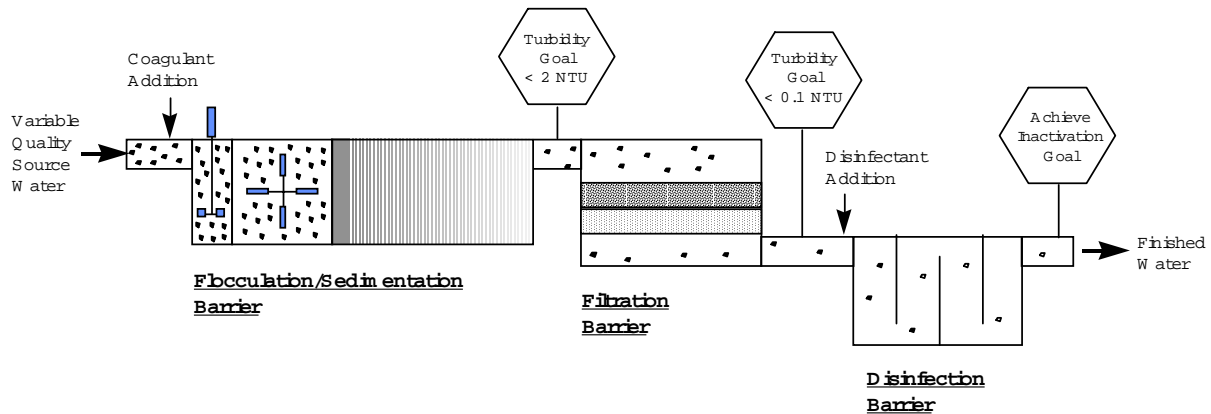 Coagulant
Addition
Variable
Quality
Source
Water
Turbidity
Goal
< 2 NTU
Turbidity
Goal
< 0.1 NTU
Achieve
Inactivation
Goal
Disinfectant
Addition
Finished
Water
Flocculation/Sedimentation
Barrier
Filtration
Barrier
Disinfection
Barrier